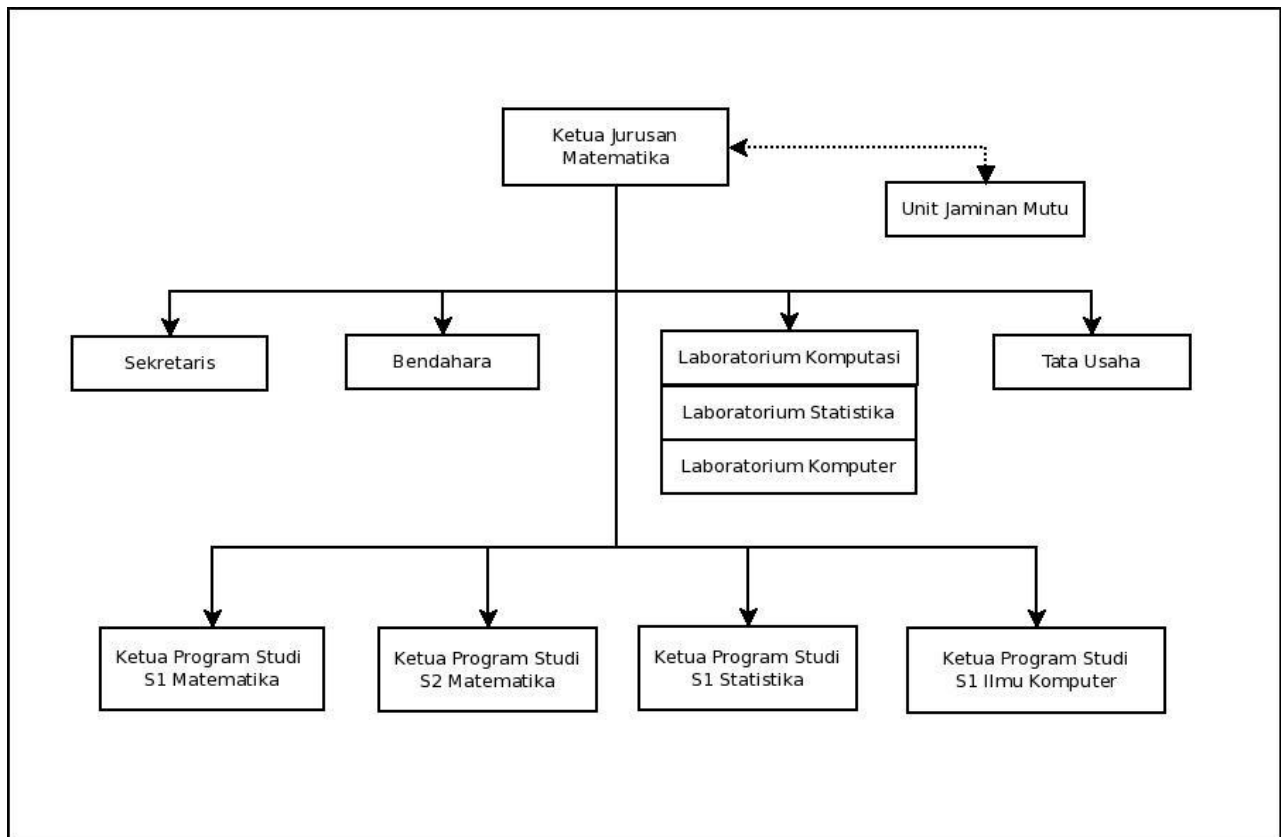 Ketua Jurusan
Matematika
Unit Jaminan Mutu
Sekretaris
Bendahara
Laboratorium Komputasi
Tata Usaha
Laboratorium Statistika
Laboratorium Komputer
Ketua Program Studi
S1 Matematika
Ketua Program Studi
S2 Matematika
Ketua Program Studi
S1 Statistika
Ketua Program Studi
S1 Ilmu Komputer